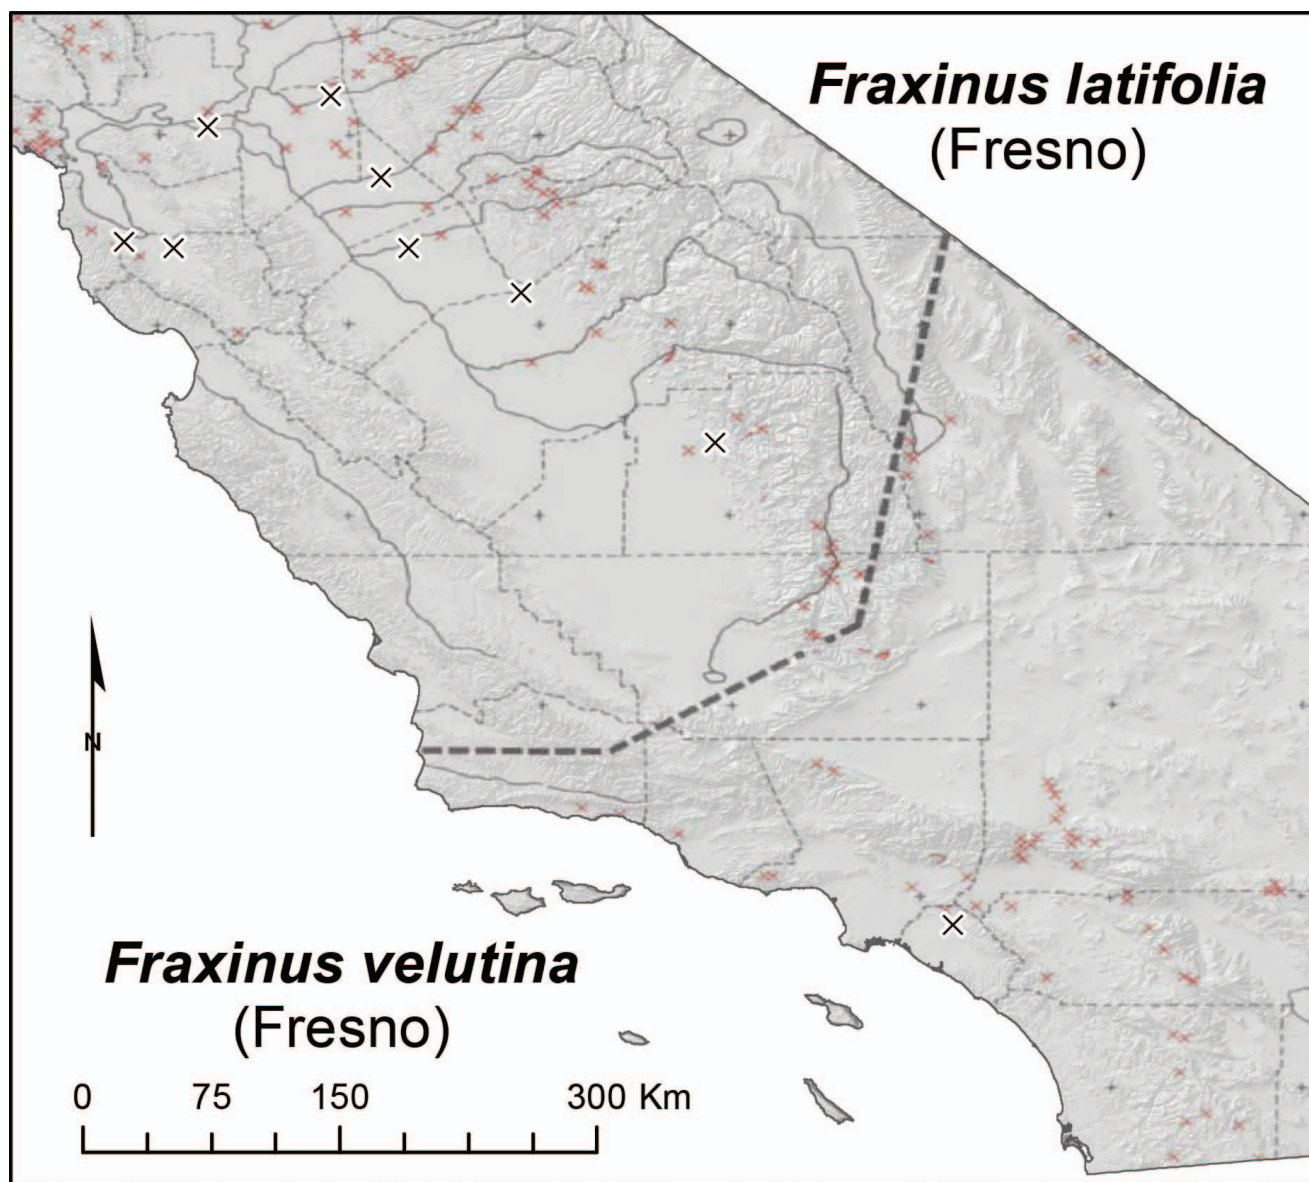 Fraxinus latifolia
(Fresno)
N
Fraxinus velutina
(Fresno)
0 75 150 300 Km